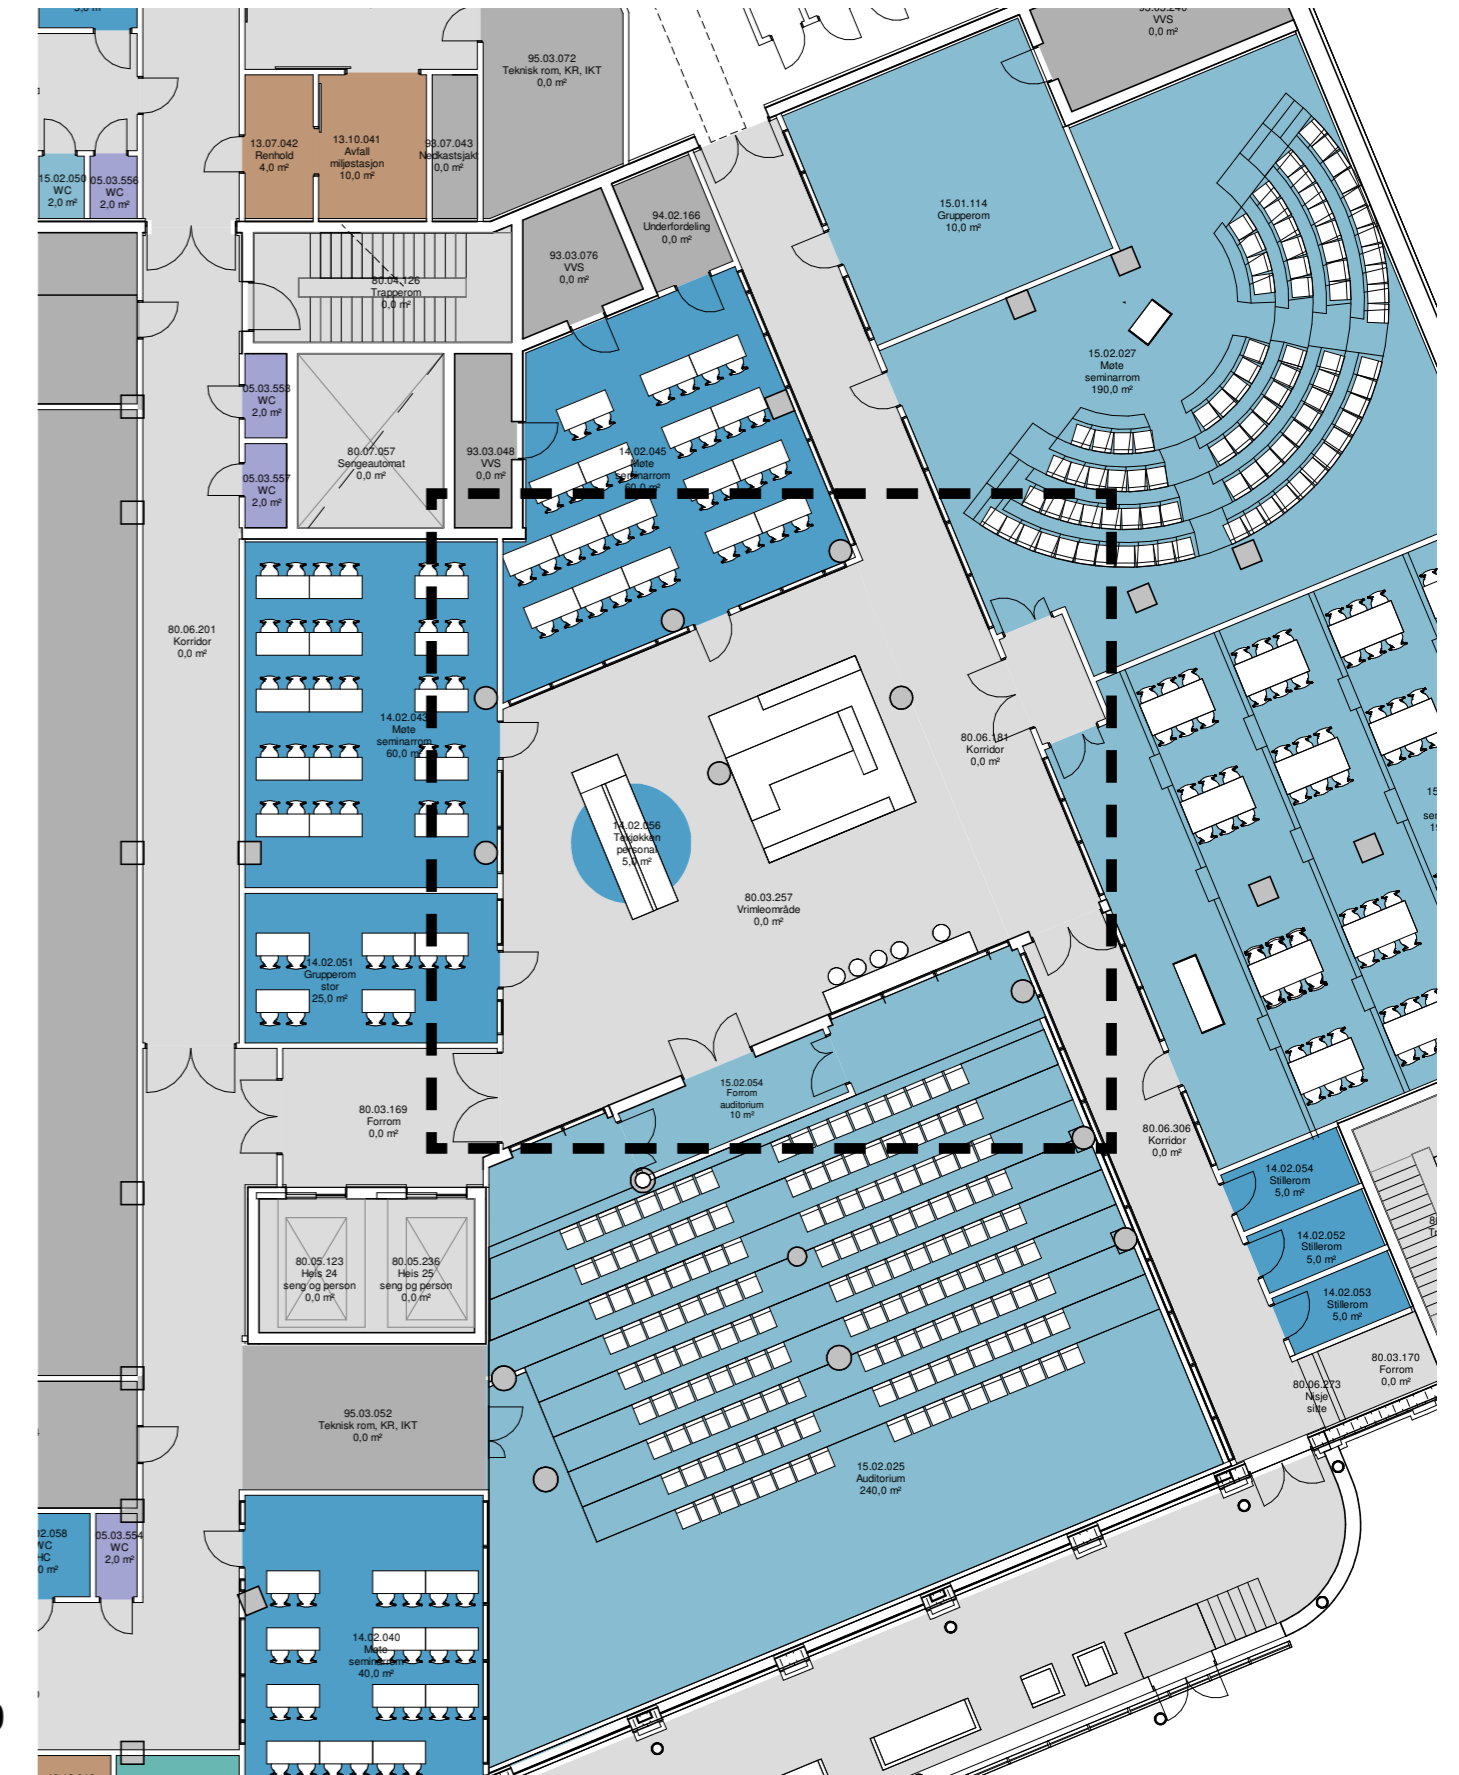 93.03.240
VVS
0,0 m²
95.03.072
Teknisk rom, KR, IKT
0,0 m²
13.07.042
Renhold
4,0 m²
13.10.041
Avfall
miljøstasjon
10,0 m²
93.07.043
Nedkastsjakt
0,0 m²
15.02.050
WC
2,0 m²
05.03.556
WC
2,0 m²
94.02.166
Underfordeling
0,0 m²
15.01.114
Grupperom
10,0 m²
93.03.076
VVS
0,0 m²
80.04.126
Trapperom
0,0 m²
15.02.027
Møte
seminarrom
190,0 m²
05.03.553
WC
2,0 m²
80.07.057
Sengeautomat
0,0 m²
93.03.048
VVS
0,0 m²
14.02.045
Møte
seminarrom
60,0 m²
05.03.557
WC
2,0 m²
80.06.201
Korridor
0,0 m²
14.02.043
Møte
seminarrom
60,0 m²
80.06.181
Korridor
0,0 m²
14.02.056
Tekjøkken
personal
5,0 m²
80.03.257
Vrimleområde
0,0 m²
14.02.051
Grupperom
stor
25,0 m²
15.02.054
Forrom
auditorium
10 m²
80.03.169
Forrom
0,0 m²
80.06.306
Korridor
0,0 m²
14.02.054
Stillerom
5,0 m²
14.02.052
Stillerom
5,0 m²
14.02.053
Stillerom
5,0 m²
80.05.123
Heis 24
seng og person
0,0 m²
80.05.236
Heis 25
seng og person
0,0 m²
80.03.170
Forrom
0,0 m²
80.06.273
Nisje
sitte
95.03.052
Teknisk rom, KR, IKT
0,0 m²
15.02.025
Auditorium
240,0 m²
02.058
WC
HC
0 m²
05.03.554
WC
2,0 m²
14.02.040
Møte
seminarrom
40,0 m²